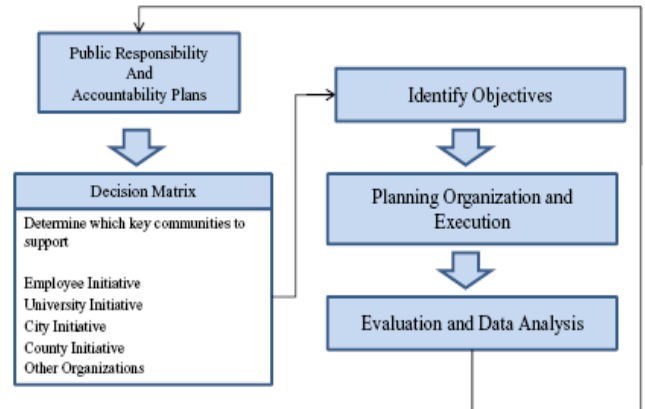 Public Responsibility
And
Accountability Plans
Decision Matrix
Determine which key communities to
support
Employee Initiative
University Initiative
City Initiative
County Initiative
Other Organizations
Identify Objectives
Planning Organization and
Execution
Evaluation and Data Analysis